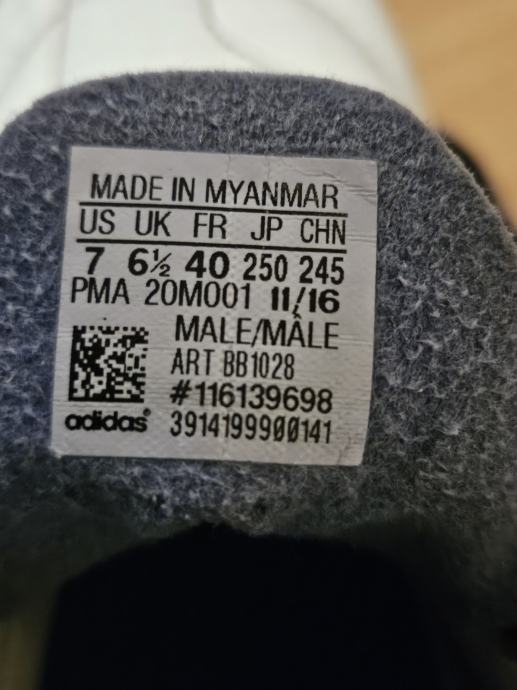 MADE IN MYANMAR
US UK FR JP CHN
7 6½ 40 250 245
PMA 20M001 11/16
MALE/MÂLE
ART BB1028
#116139698
adidas® 3914199900141